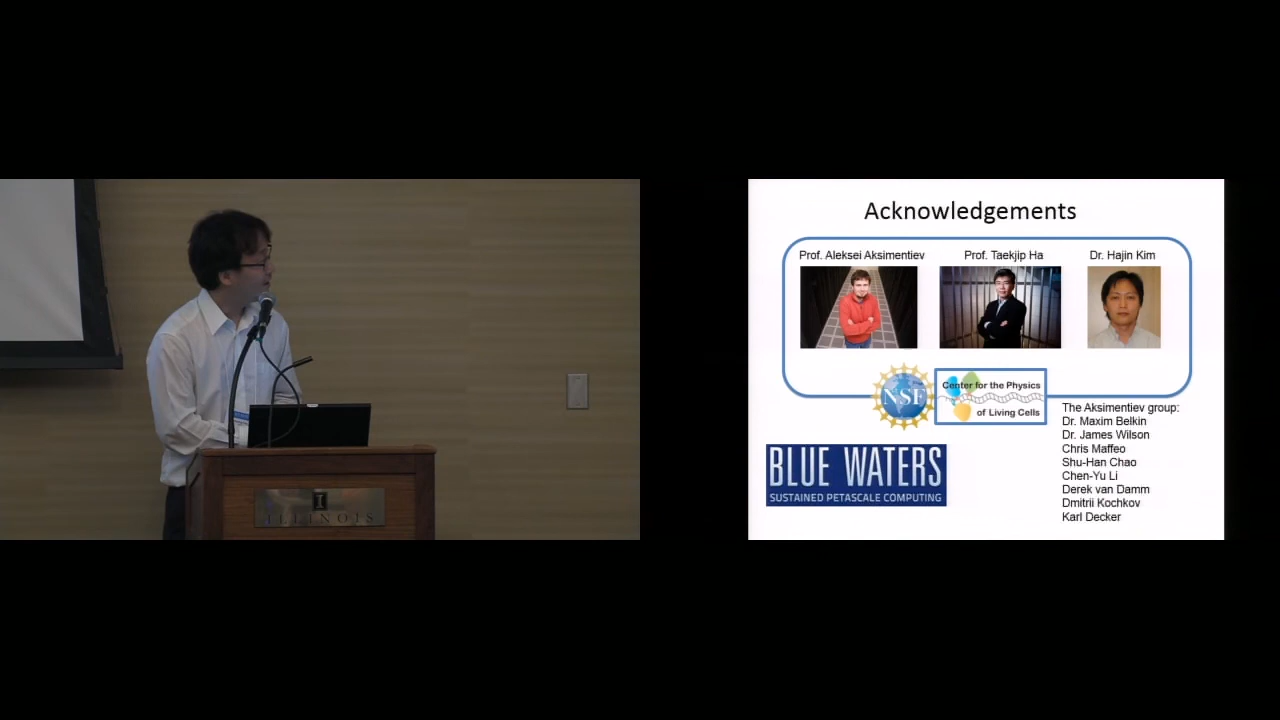 Acknowledgements
Prof. Aleksei Aksimentiev
Prof. Taekjip Ha
Dr. Hajin Kim
NSF
Center for the Physics
of Living Cells
The Aksimentiev group:
Dr. Maxim Belkin
Dr. James Wilson
Chris Maffeo
Shu-Han Chao
Chen-Yu Li
Derek van Damm
Dmitrii Kochkov
Karl Decker
BLUE WATERS
SUSTAINED PETASCALE COMPUTING
I
ILLINOIS